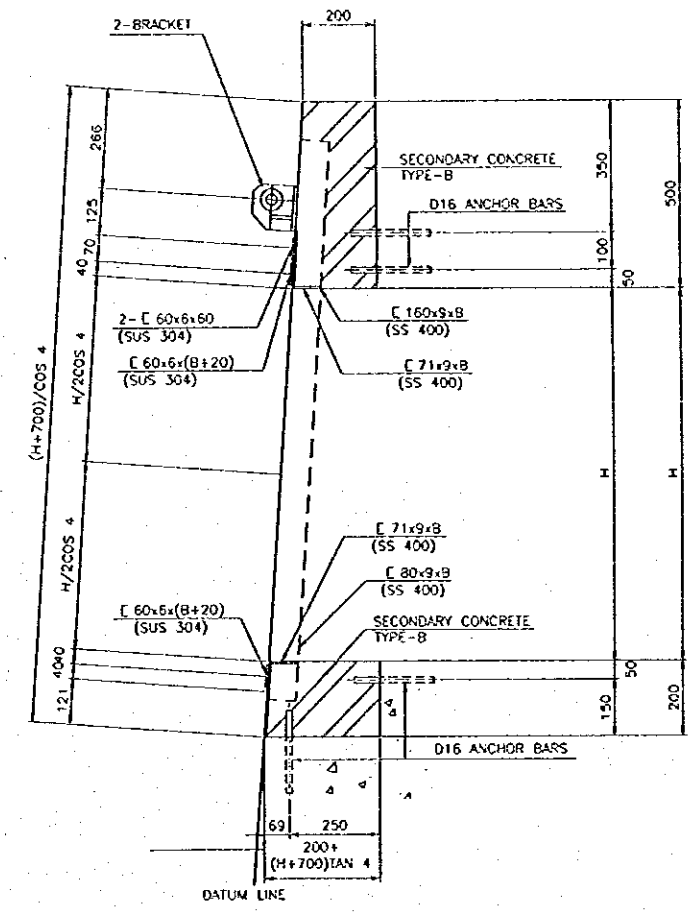 200
2-BRACKET
266
125
70
40
350
500
SECONDARY CONCRETE
TYPE-B
D16 ANCHOR BARS
100
50
2-[ 60x6x60
(SUS 304)
[ 60x6x(B+20)
(SUS 304)
[ 160x9xB
(SS 400)
[ 71x9xB
(SS 400)
(H+700)/COS 4
H/2COS 4
H
H
H/2COS 4
[ 71x9xB
(SS 400)
[ 80x9xB
(SS 400)
[ 60x6x(B+20)
(SUS 304)
SECONDARY CONCRETE
TYPE-B
40
40
121
50
150
200
D16 ANCHOR BARS
69
250
200+
(H+700)TAN 4
DATUM LINE